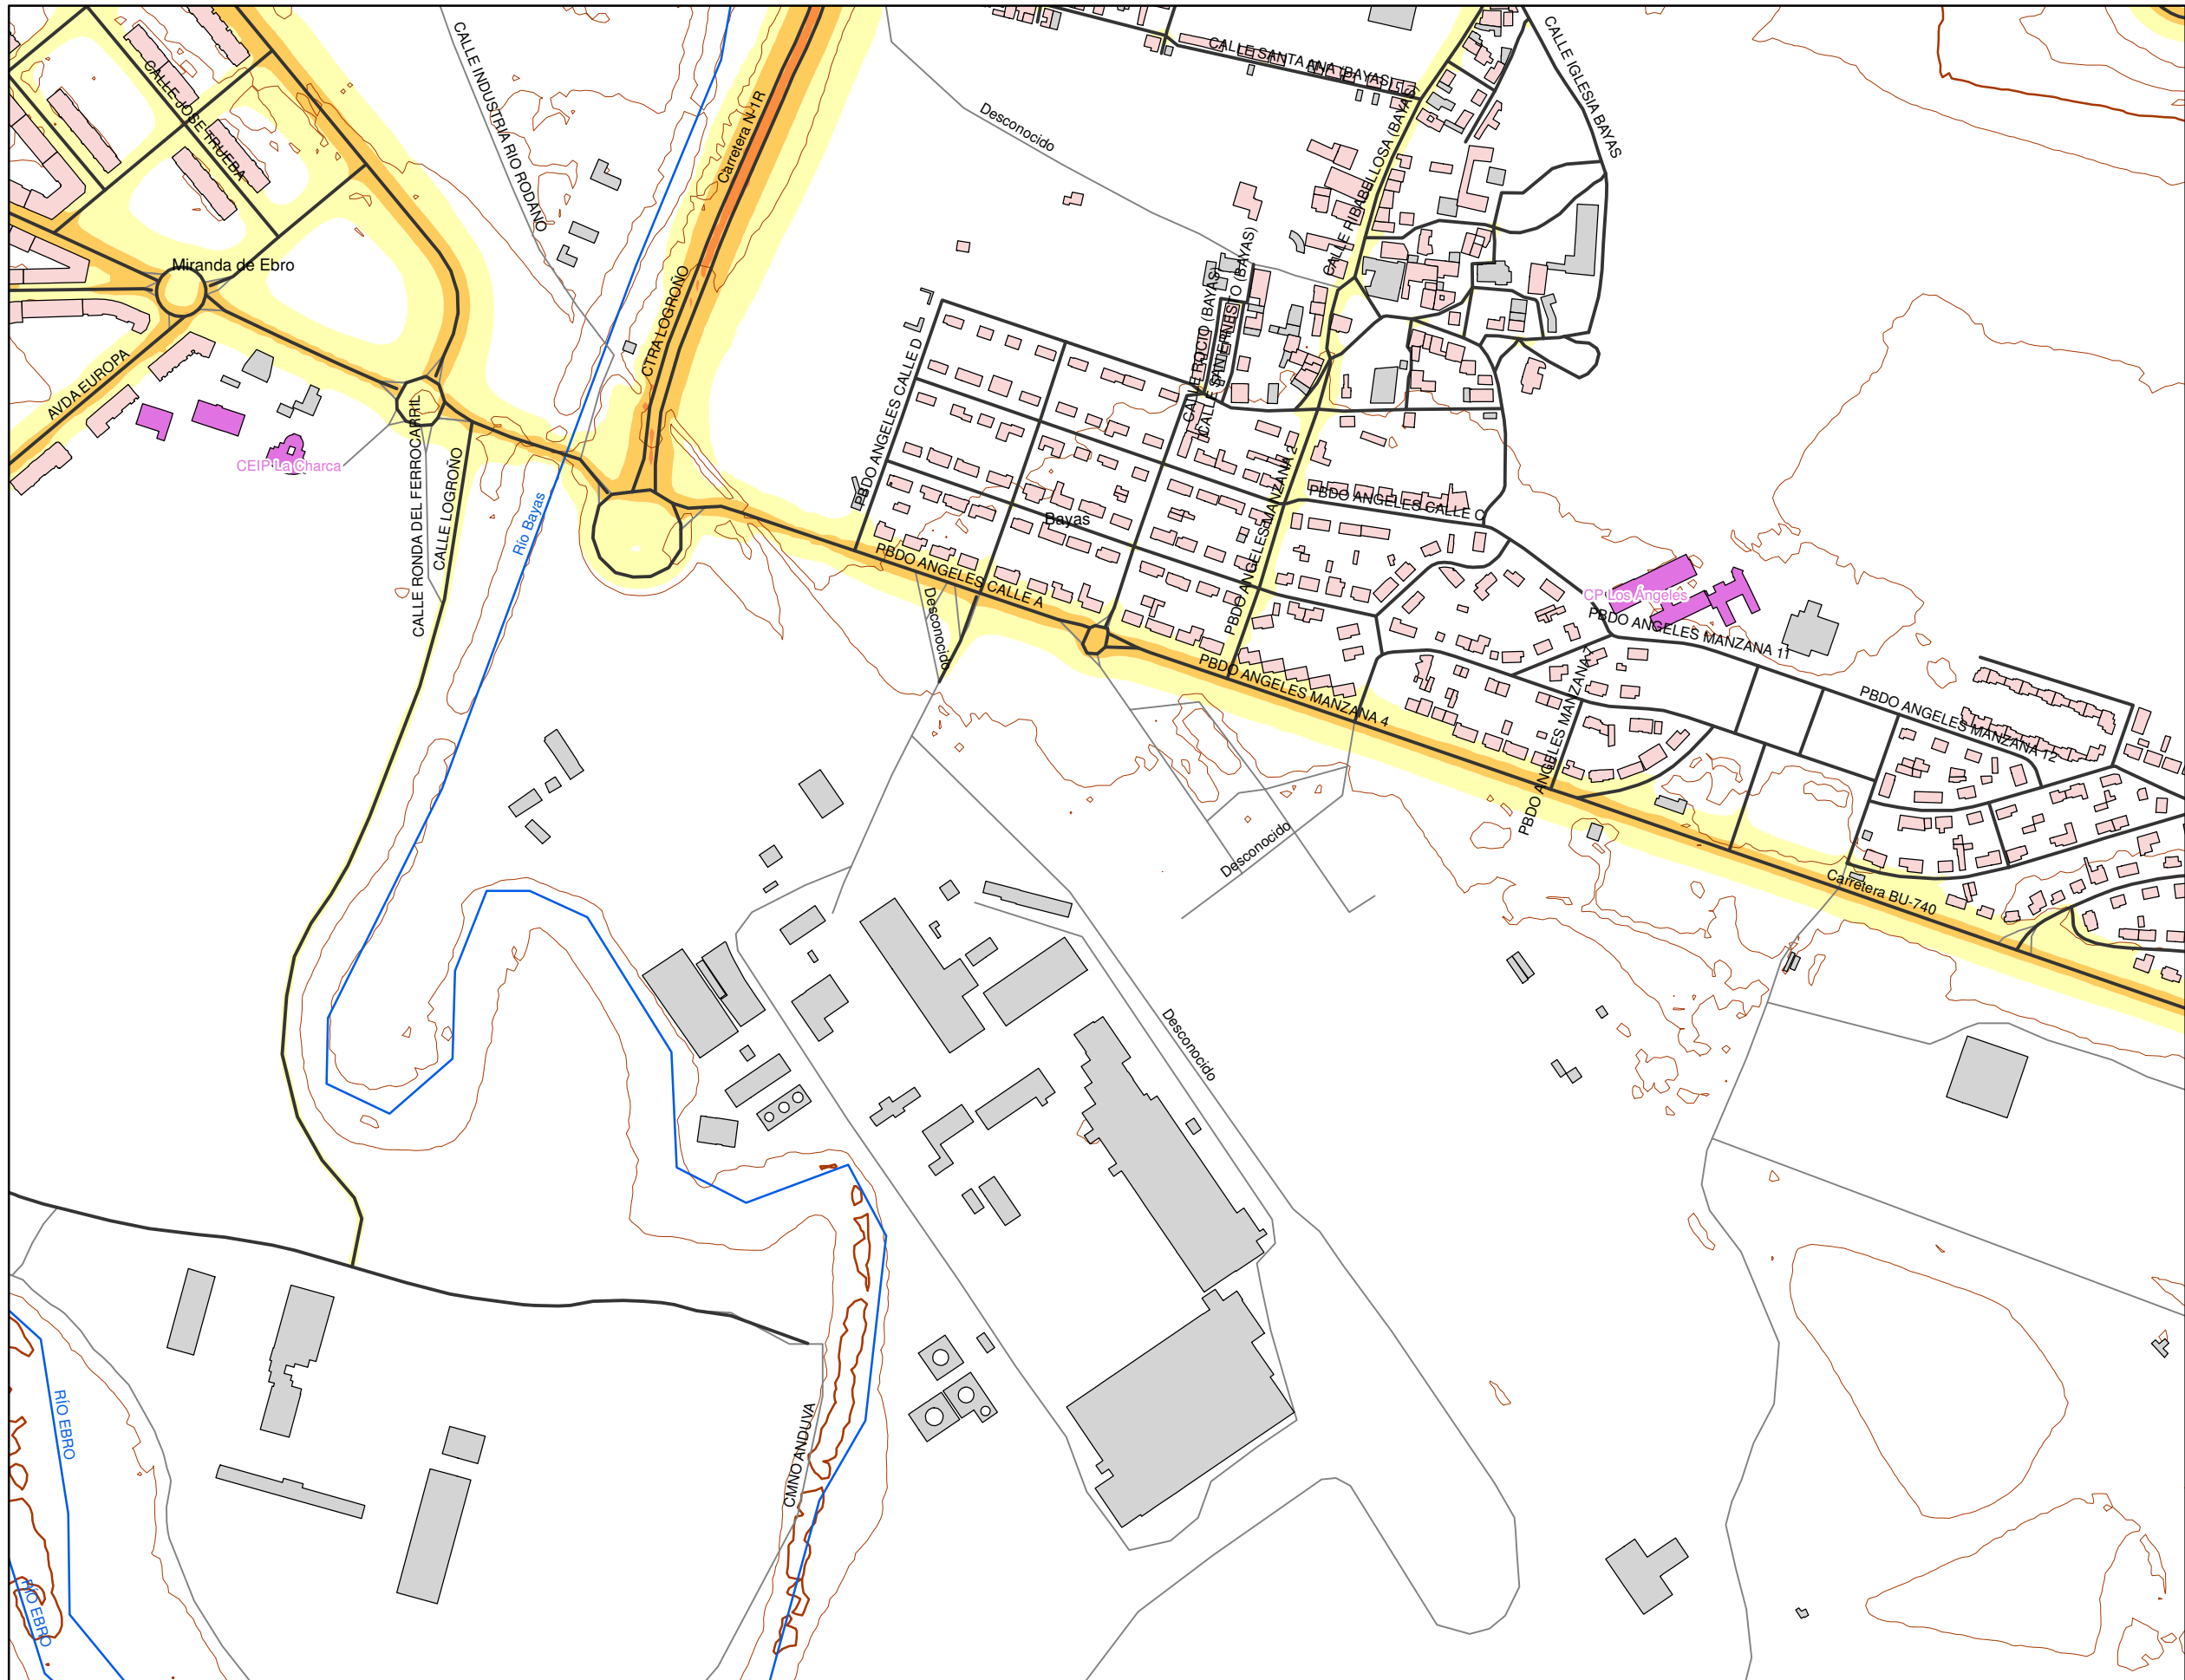 CALLE INDUSTRIA RIO RODANO
CALLE IGLESIA BAYAS
CALLE SANTA ANA (BAYAS)
CALLE JOSE TRUEBA
Carretera N-1R
Desconocido
CALLE RIBABELLOSA (BAYAS)
Miranda de Ebro
CTRA LOGROÑO
CALLE ROCIO (BAYAS)
AVDA EUROPA
PBDO ANGELES CALLE D
CEIP La Charca
CALLE RONDA DEL FERROCARRIL
CALLE LOGROÑO
Río Bayas
Bayas
PBDO ANGELES MANZANA 2
PBDO ANGELES CALLE C
PBDO ANGELES CALLE A
Desconocido
CP Los Ángeles
PBDO ANGELES MANZANA 11
PBDO ANGELES MANZANA 4
PBDO ANGELES MANZANA 7
PBDO ANGELES MANZANA 12
Desconocido
Carretera BU-740
Desconocido
CMNO ANDUVA
RÍO EBRO
RÍO EBRO